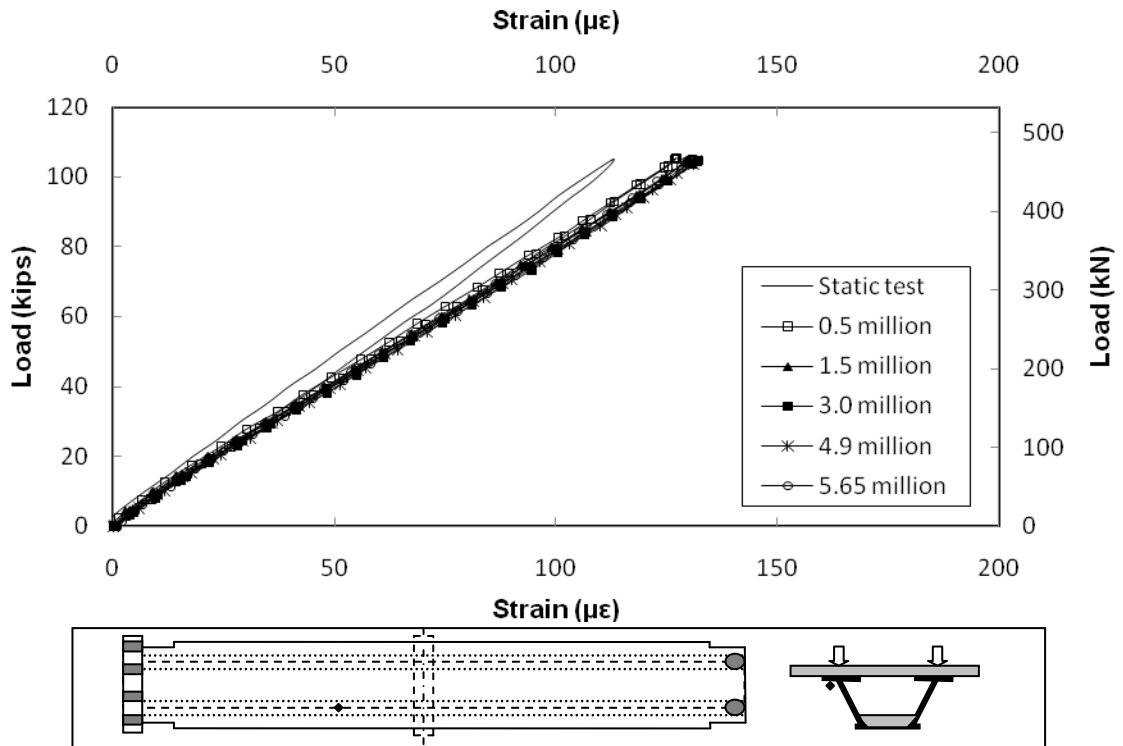 Strain (µε)
0 50 100 150 200
120
100
80
60
40
20
0
Load (kips)
500
400
300
200
100
0
Load (kN)
Static test
0.5 million
1.5 million
3.0 million
4.9 million
5.65 million
0 50 100 150 200
Strain (µε)